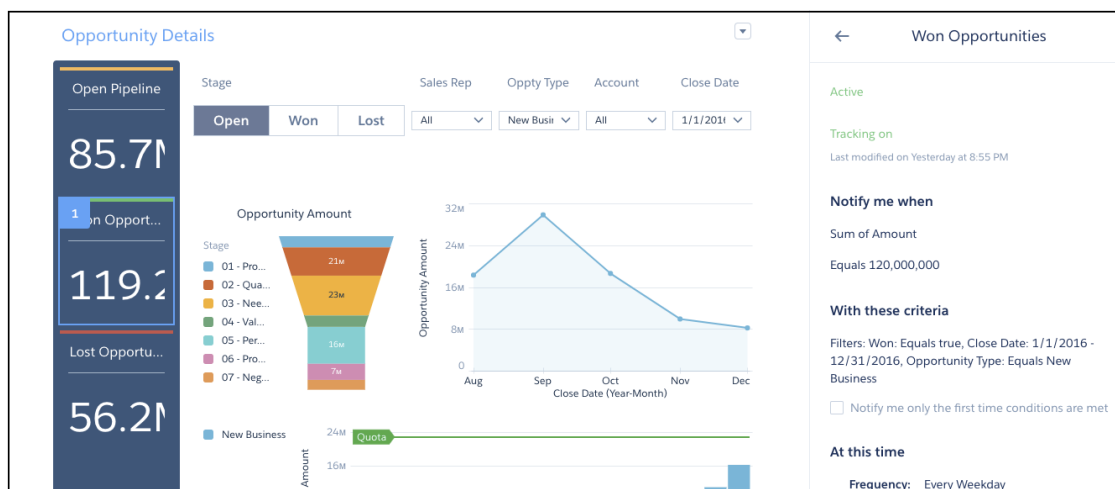 Opportunity Details
Open Pipeline
85.7M
1
on Opport...
119.2
Lost Opportu...
56.2M
Stage
Open Won Lost
Sales Rep
All
Oppty Type
New Busin
Account
All
Close Date
1/1/2016
Opportunity Amount
Stage
01 - Pro...
02 - Qua...
03 - Nee...
04 - Val...
05 - Per...
06 - Pro...
07 - Neg...
21M
23M
16M
7M
Opportunity Amount
32M
24M
16M
8M
0
Aug Sep Oct Nov Dec
Close Date (Year-Month)
New Business
Amount
24M
16M
Quota
Won Opportunities
Active
Tracking on
Last modified on Yesterday at 8:55 PM
Notify me when
Sum of Amount
Equals 120,000,000
With these criteria
Filters: Won: Equals true, Close Date: 1/1/2016 -
12/31/2016, Opportunity Type: Equals New
Business
Notify me only the first time conditions are met
At this time
Frequency: Every Weekday